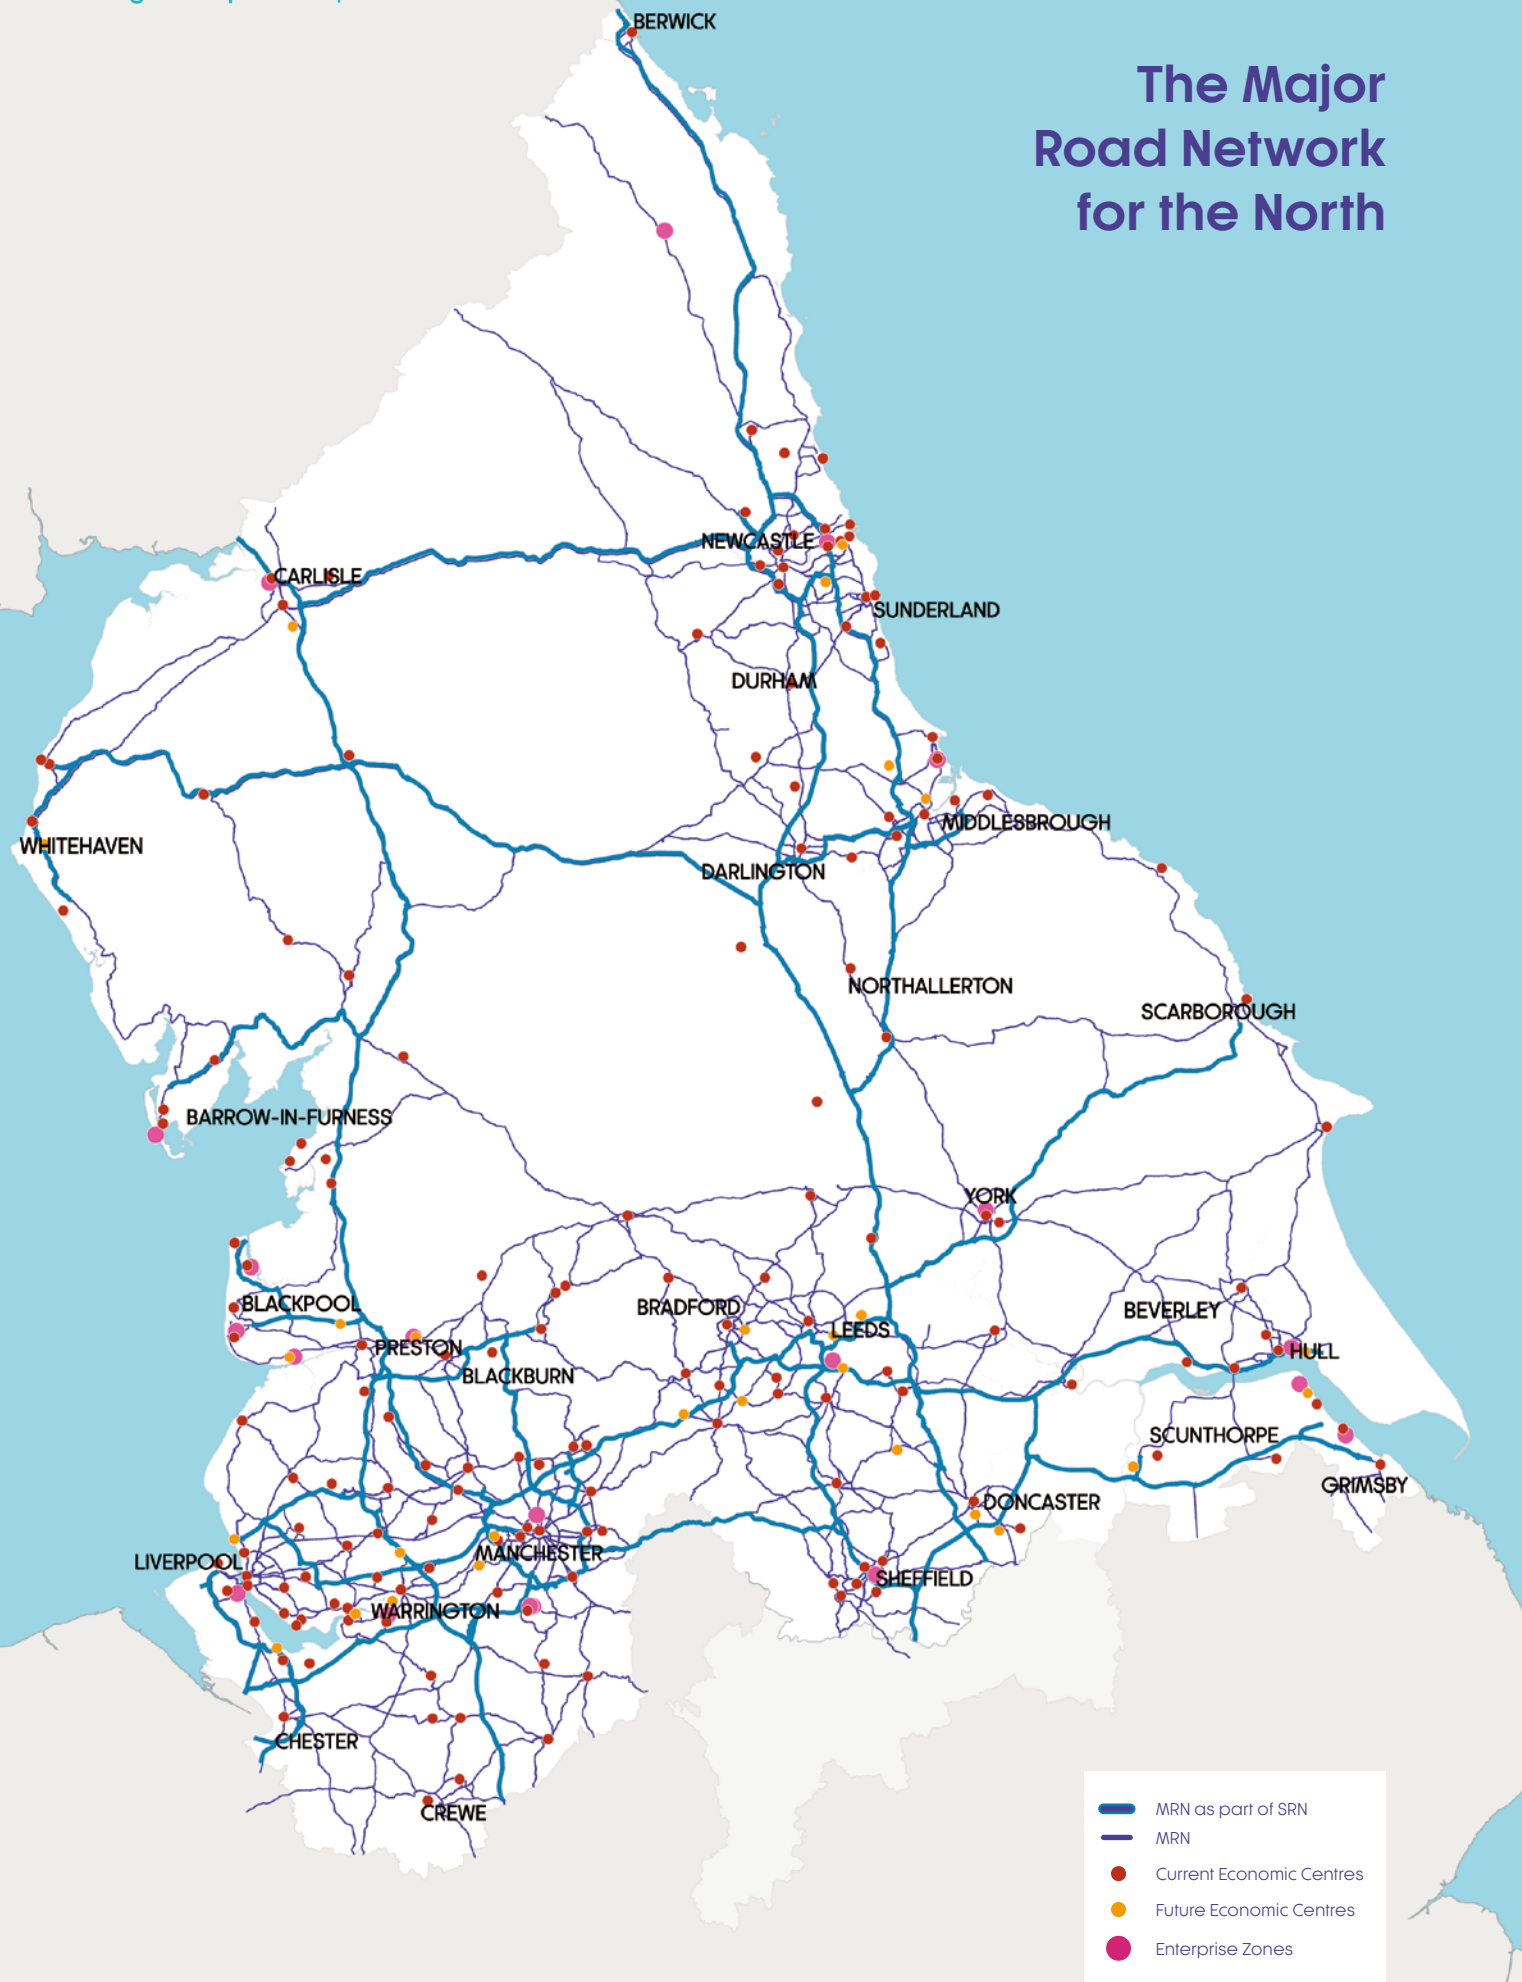 The Major
Road Network
for the North
BERWICK
NEWCASTLE
CARLISLE
SUNDERLAND
DURHAM
MIDDLESBROUGH
WHITEHAVEN
DARLINGTON
NORTHALLERTON
SCARBOROUGH
BARROW-IN-FURNESS
YORK
BLACKPOOL
BRADFORD
BEVERLEY
LEEDS
PRESTON
HULL
BLACKBURN
SCUNTHORPE
GRIMSBY
DONCASTER
MANCHESTER
LIVERPOOL
SHEFFIELD
WARRINGTON
CHESTER
CREWE
MRN as part of SRN
MRN
Current Economic Centres
Future Economic Centres
Enterprise Zones